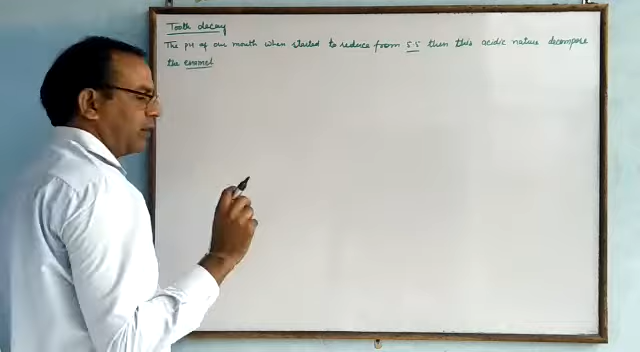 Tooth decay
The pH of our mouth when started to reduce from 5.5 then this acidic nature decompose
the enamel